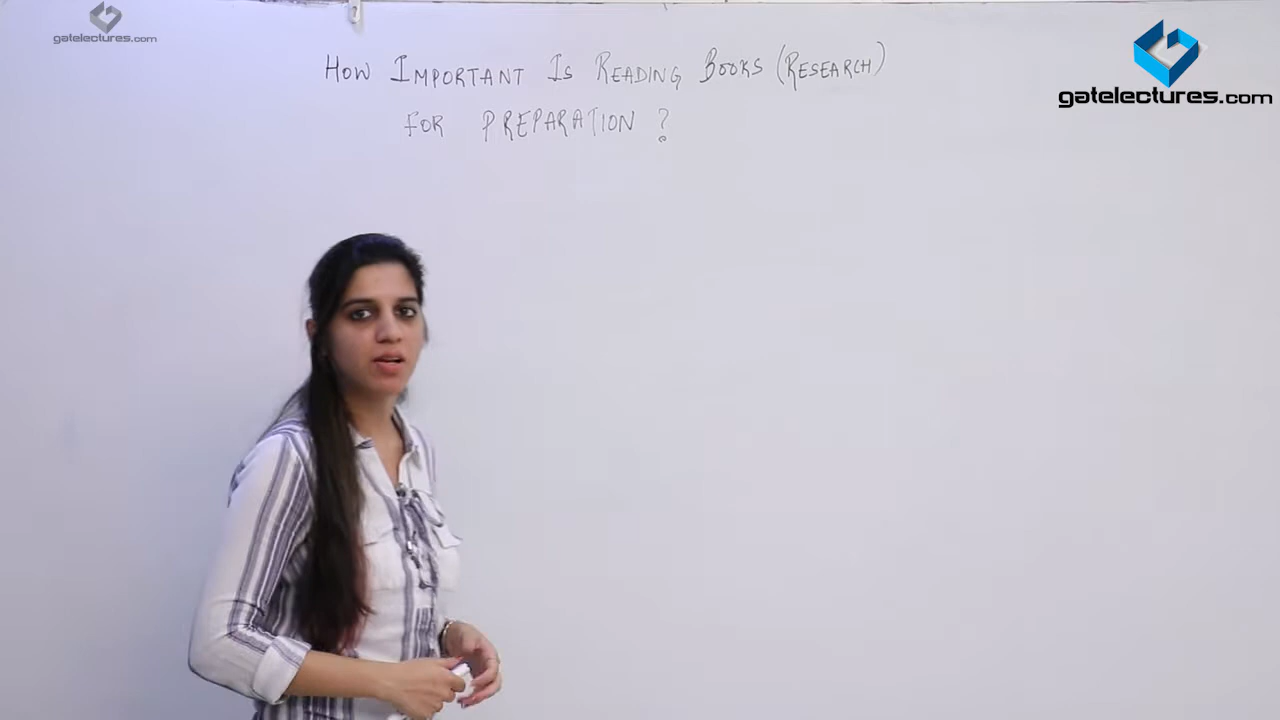 gatelectures.com
gatelectures.com
HOW IMPORTANT IS READING BOOKS (RESEARCH)
FOR PREPARATION ?